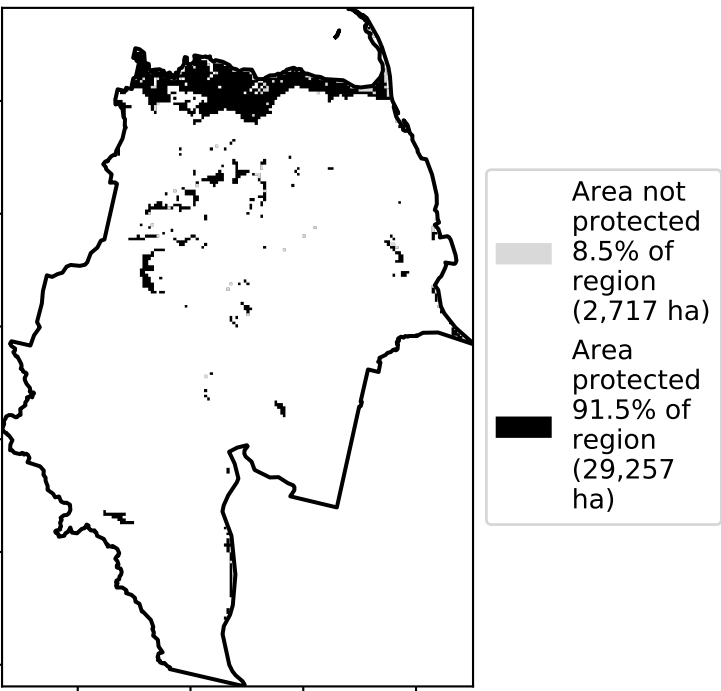 Area not
protected
8.5% of
region
(2,717 ha)
Area
protected
91.5% of
region
(29,257
ha)